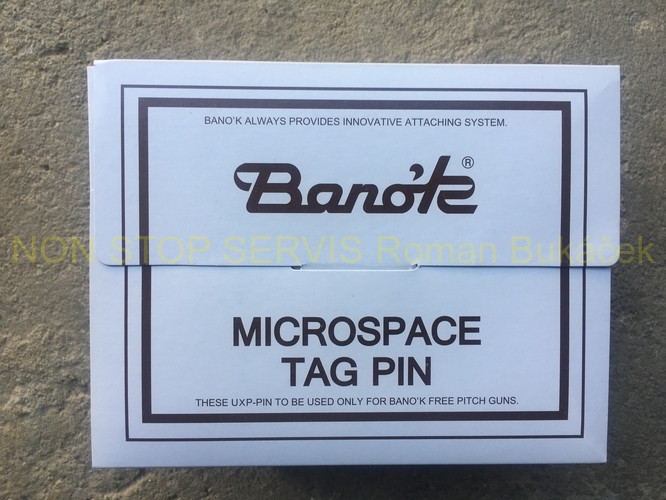 BANO'K ALWAYS PROVIDES INNOVATIVE ATTACHING SYSTEM.
Bano'k®
NON STOP SERVIS Roman Bukáček
MICROSPACE
TAG PIN
THESE UXP-PIN TO BE USED ONLY FOR BANO'K FREE PITCH GUNS.